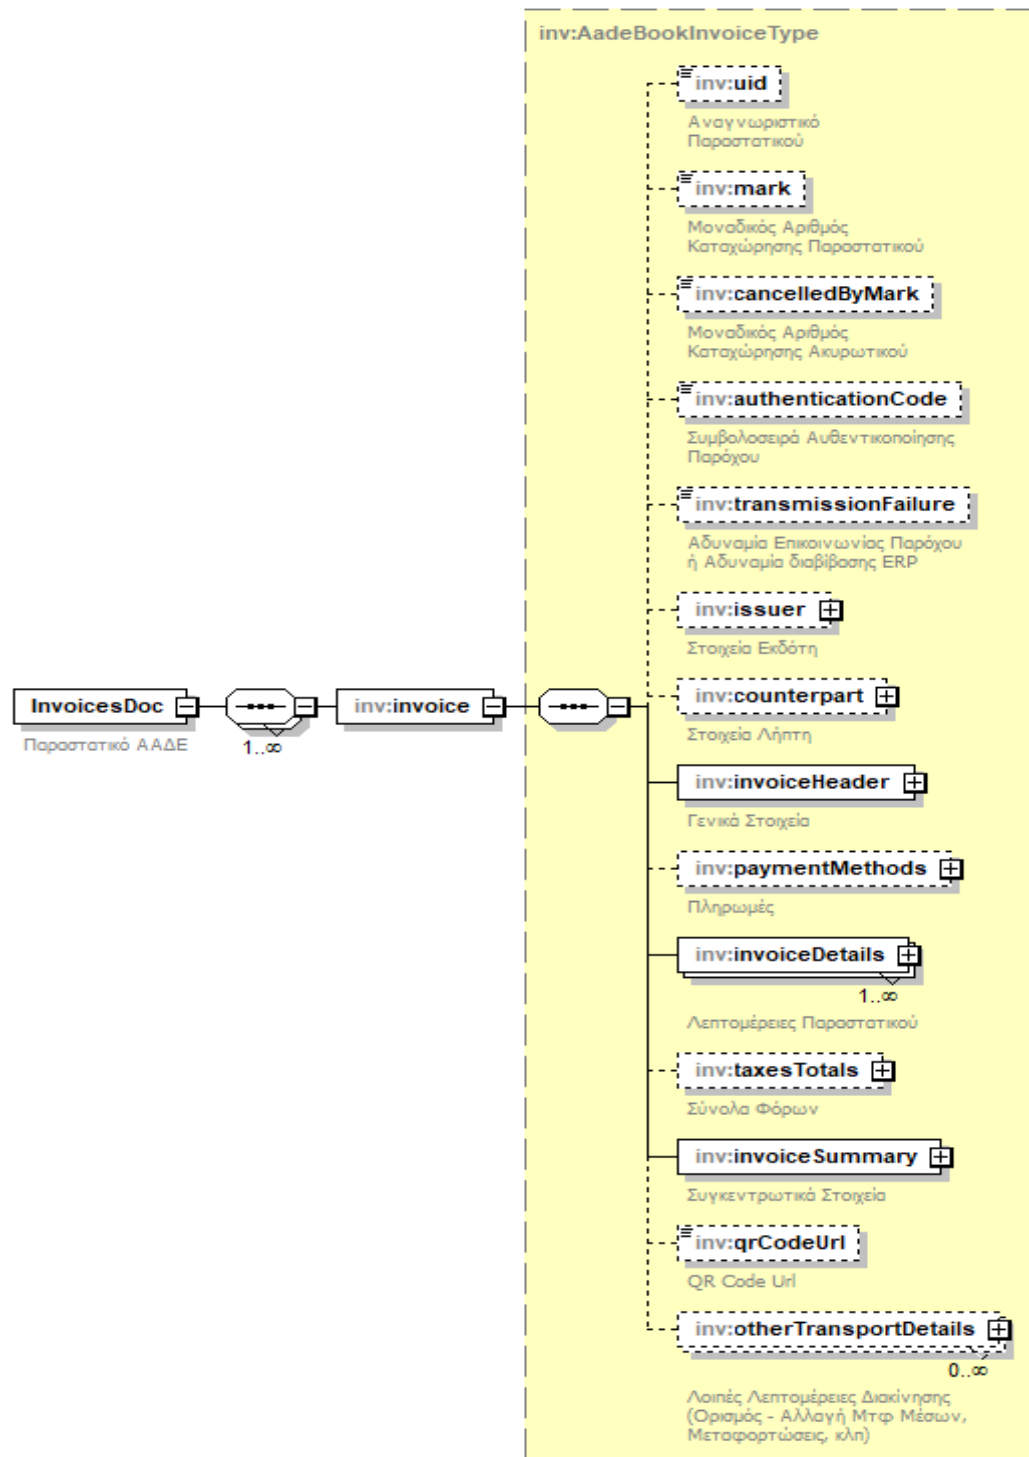 inv:AadeBookInvoiceType
inv:uid
Αναγνωριστικό
Παραστατικού
inv:mark
Μοναδικός Αριθμός
Καταχώρησης Παραστατικού
inv:cancelledByMark
Μοναδικός Αριθμός
Καταχώρησης Ακυρωτικού
inv:authenticationCode
Συμβολοσειρά Αυθεντικοποίησης
Παρόχου
inv:transmissionFailure
Αδυναμία Επικοινωνίας Παρόχου
ή Αδυναμία διαβίβασης ERP
inv:issuer
Στοιχεία Εκδότη
inv:counterpart
Στοιχεία Λήπτη
InvoicesDoc
Παραστατικό ΑΑΔΕ
1..∞
inv:invoice
inv:invoiceHeader
Γενικά Στοιχεία
inv:paymentMethods
Πληρωμές
inv:invoiceDetails
1..∞
Λεπτομέρειες Παραστατικού
inv:taxesTotals
Σύνολα Φόρων
inv:invoiceSummary
Συγκεντρωτικά Στοιχεία
inv:qrCodeUrl
QR Code Url
inv:otherTransportDetails
0..∞
Λοιπές Λεπτομέρειες Διακίνησης
(Ορισμός - Αλλαγή Μτφ Μέσων,
Μεταφορτώσεις, κλπ)